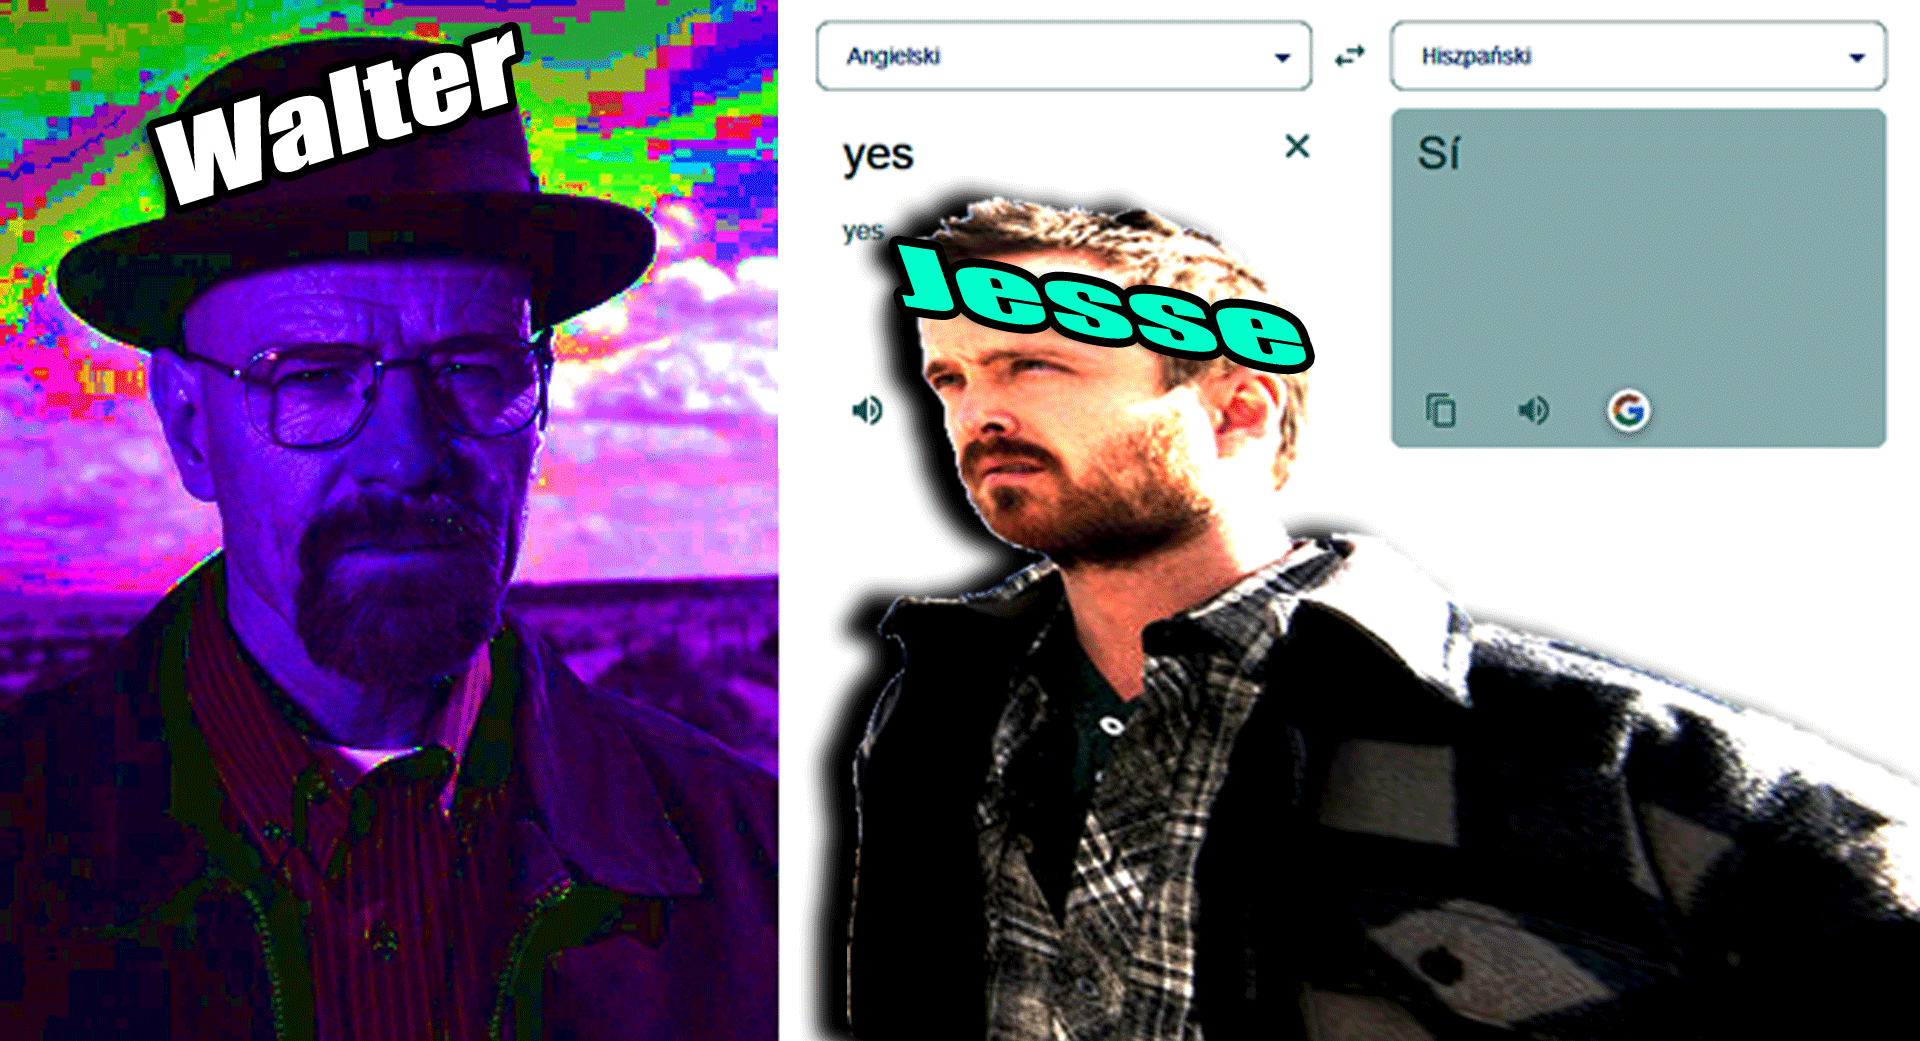 Walter
Angielski
Hiszpański
yes
Sí
yes
Jesse